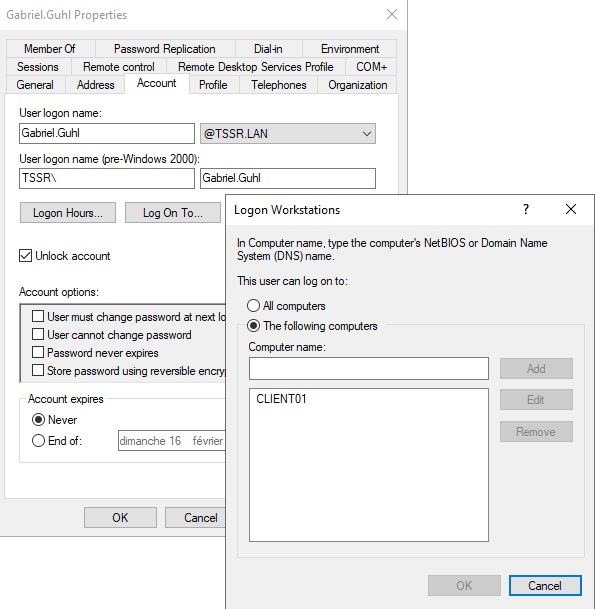 Gabriel.Guhl Properties
Member Of Password Replication Dial-in Environment
Sessions Remote control Remote Desktop Services Profile COM+
General Address Account Profile Telephones Organization
User logon name:
Gabriel.Guhl @TSSR.LAN
User logon name (pre-Windows 2000):
TSSR\ Gabriel.Guhl
Logon Hours... Log On To...
Unlock account
Account options:
User must change password at next lo
User cannot change password
Password never expires
Store password using reversible encryp
Account expires
Never
End of: dimanche 16 février
OK Cancel
Logon Workstations ?
In Computer name, type the computer's NetBIOS or Domain Name
System (DNS) name.
This user can log on to:
All computers
The following computers
Computer name:
Add
CLIENT01 Edit
Remove
OK Cancel